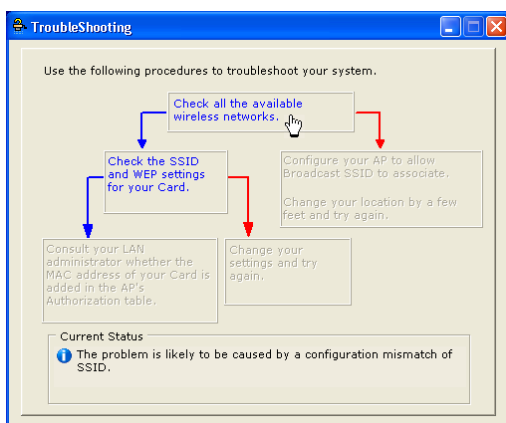 TroubleShooting
Use the following procedures to troubleshoot your system.
Check all the available
wireless networks.
Check the SSID
and WEP settings
for your Card.
Configure your AP to allow
Broadcast SSID to associate.
Change your location by a few
feet and try again.
Consult your LAN
administrator whether the
MAC address of your Card is
added in the AP's
Authorization table.
Change your
settings and try
again.
Current Status
The problem is likely to be caused by a configuration mismatch of
SSID.